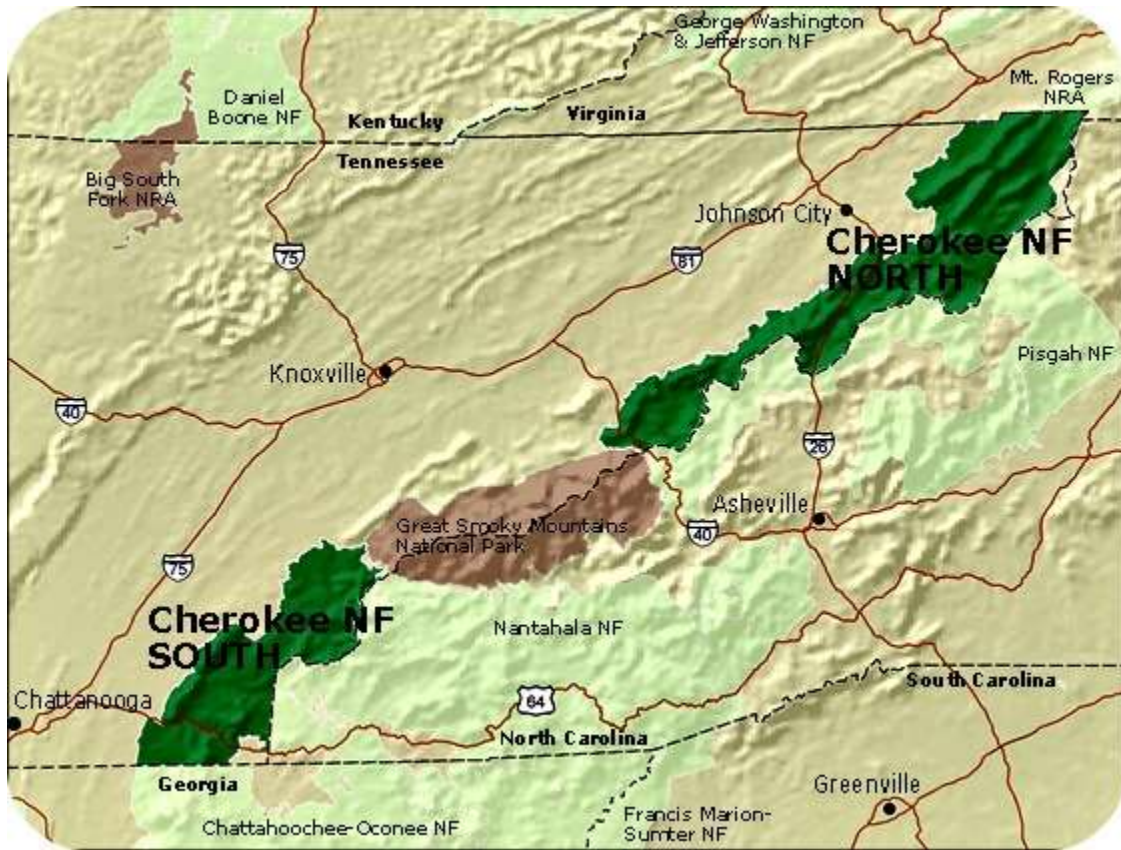 George Washington
& Jefferson NF
Mt. Rogers
NRA
Daniel
Boone NF
Kentucky
Virginia
Tennessee
Big South
Fork NRA
Johnson City
Cherokee NF
NORTH
75
81
Pisgah NF
Knoxville
40
26
Asheville
Great Smoky Mountains
National Park
40
75
Cherokee NF
SOUTH
Nantahala NF
South Carolina
Chattanooga
64
North Carolina
Georgia
Greenville
Francis Marion-
Sumter NF
Chattahoochee-Oconee NF